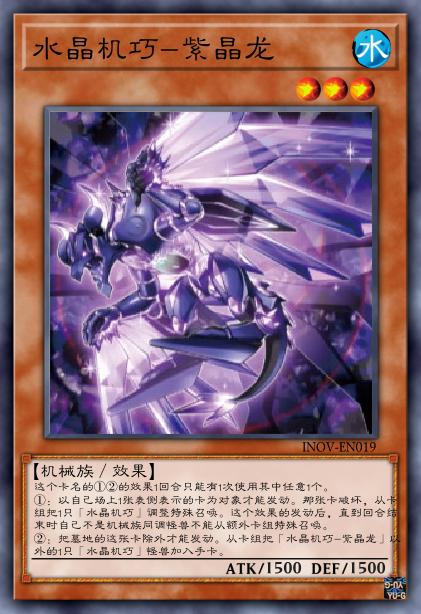 水晶机巧-紫晶龙
水
INOV-EN019
【机械族/效果】
这个卡名的①②的效果1回合只能有1次使用其中任意1个。
①：以自己场上1张表侧表示的卡为对象才能发动。那张卡破坏，从卡
组把1只「水晶机巧」调整特殊召唤。这个效果的发动后，直到回合结
束时自己不是机械族同调怪兽不能从额外卡组特殊召唤。
②：把墓地的这张卡除外才能发动。从卡组把「水晶机巧-紫晶龙」以
外的1只「水晶机巧」怪兽加入手卡。
ATK/1500 DEF/1500